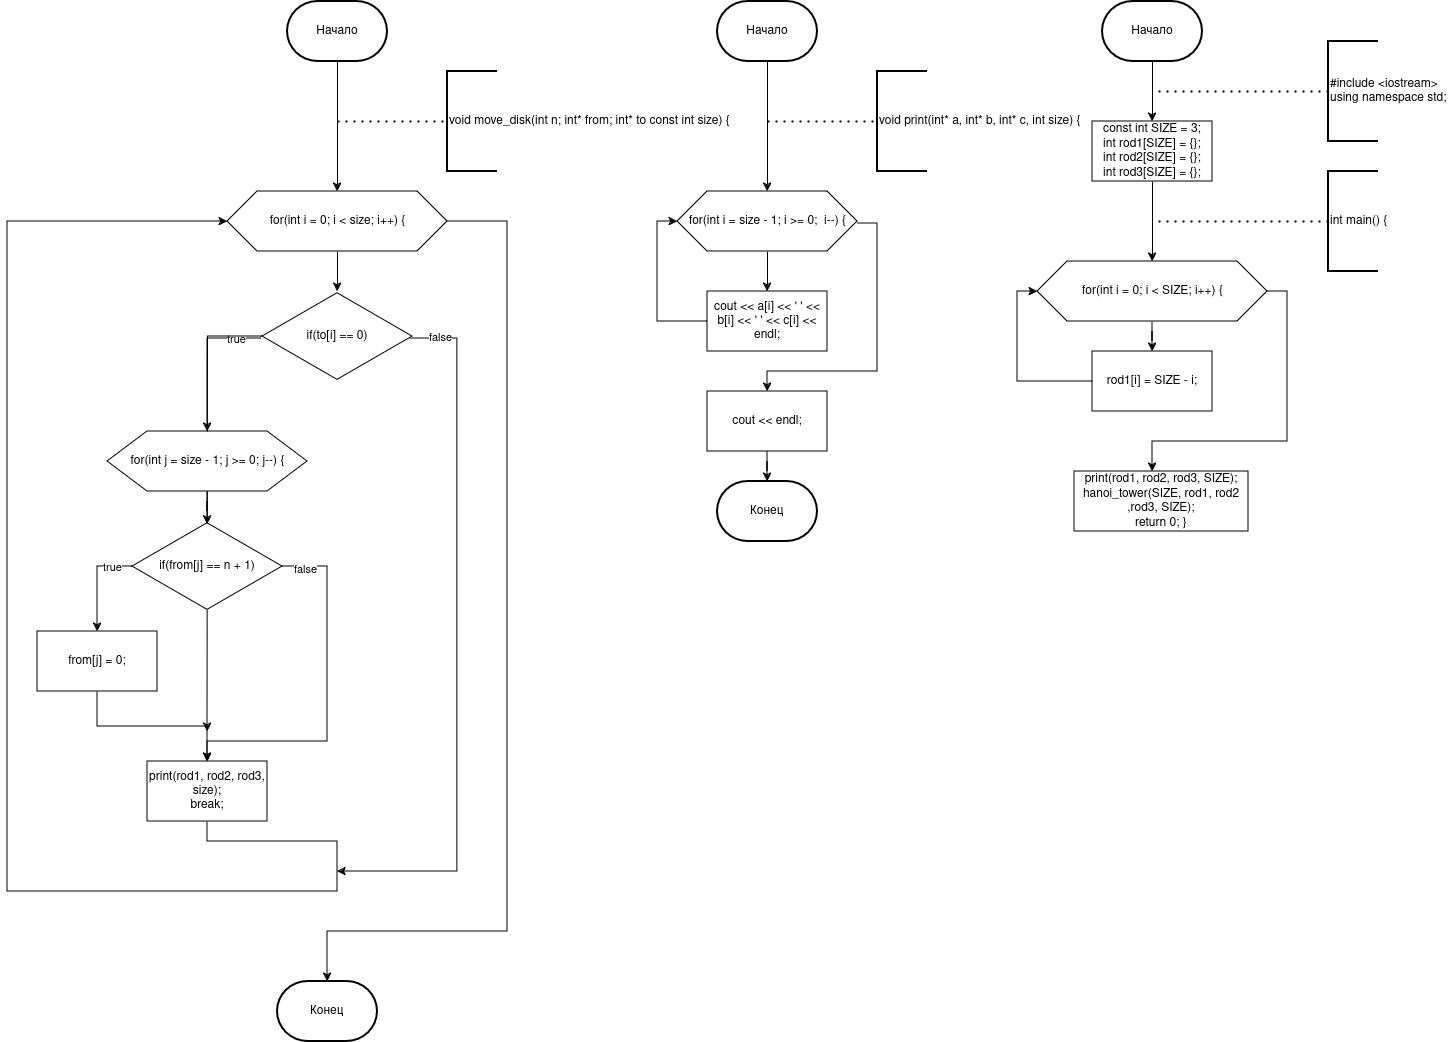 Начало
void move_disk(int n; int* from; int* to const int size) {
for(int i = 0; i < size; i++) {
if(to[i] == 0)
true
false
for(int j = size - 1; j >= 0; j--) {
if(from[j] == n + 1)
true
false
from[j] = 0;
print(rod1, rod2, rod3,
size);
break;
Конец
Начало
void print(int* a, int* b, int* c, int size) {
for(int i = size - 1; i >= 0;  i--) {
cout << a[i] << ' ' <<
b[i] << ' ' << c[i] <<
endl;
cout << endl;
Конец
Начало
#include <iostream>
using namespace std;
const int SIZE = 3;
int rod1[SIZE] = {};
int rod2[SIZE] = {};
int rod3[SIZE] = {};
int main() {
for(int i = 0; i < SIZE; i++) {
rod1[i] = SIZE - i;
print(rod1, rod2, rod3, SIZE);
hanoi_tower(SIZE, rod1, rod2
,rod3, SIZE);
return 0; }